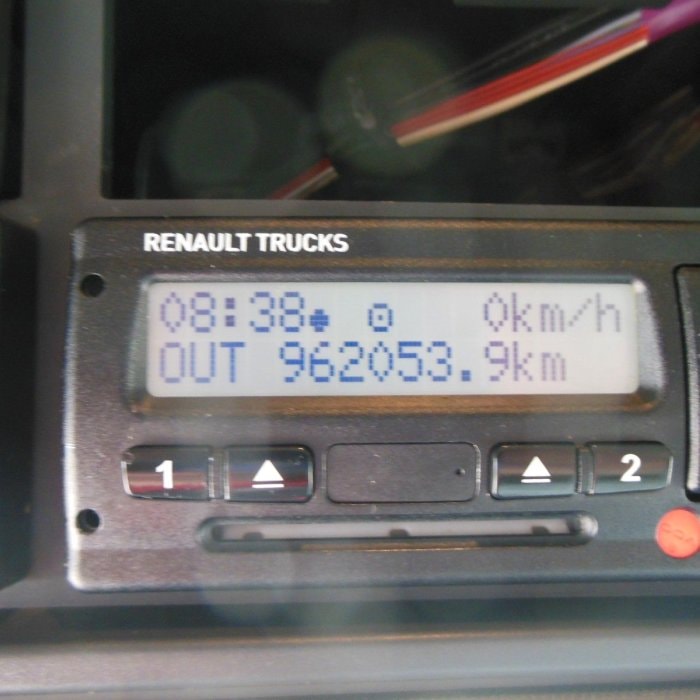 RENAULT TRUCKS
08:38 0km/h
OUT 962053.9km
1 2